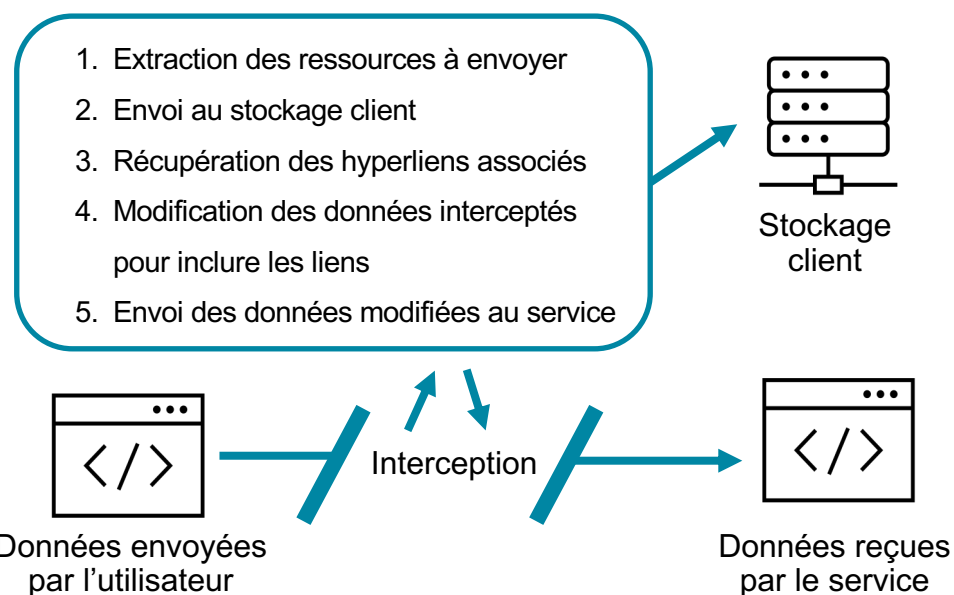 1. Extraction des ressources à envoyer
2. Envoi au stockage client
3. Récupération des hyperliens associés
4. Modification des données interceptés
pour inclure les liens
5. Envoi des données modifiées au service
Stockage
client
Interception
Données envoyées
par l’utilisateur
Données reçues
par le service